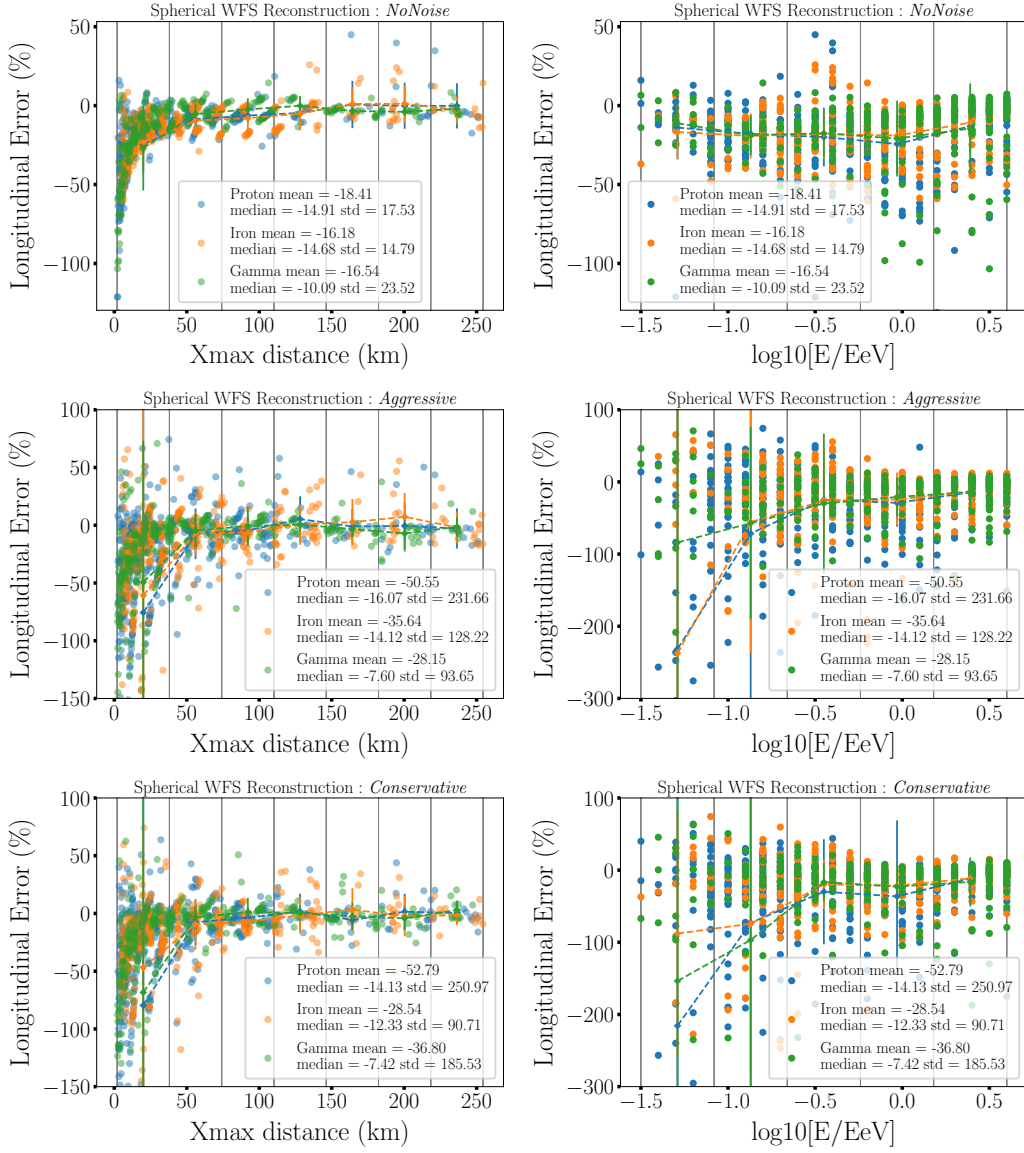 Spherical WFS Reconstruction : NoNoise
50
0
−50
−100
Longitudinal Error (%)
Proton mean = -18.41
median = -14.91 std = 17.53
Iron mean = -16.18
median = -14.68 std = 14.79
Gamma mean = -16.54
median = -10.09 std = 23.52
0 50 100 150 200 250
Xmax distance (km)
Spherical WFS Reconstruction : NoNoise
50
0
−50
−100
Longitudinal Error (%)
Proton mean = -18.41
median = -14.91 std = 17.53
Iron mean = -16.18
median = -14.68 std = 14.79
Gamma mean = -16.54
median = -10.09 std = 23.52
−1.5 −1.0 −0.5 0.0 0.5
log10[E/EeV]
Spherical WFS Reconstruction : Aggressive
100
50
0
−50
−100
−150
Longitudinal Error (%)
Proton mean = -50.55
median = -16.07 std = 231.66
Iron mean = -35.64
median = -14.12 std = 128.22
Gamma mean = -28.15
median = -7.60 std = 93.65
0 50 100 150 200 250
Xmax distance (km)
Spherical WFS Reconstruction : Aggressive
100
0
−100
−200
−300
Longitudinal Error (%)
Proton mean = -50.55
median = -16.07 std = 231.66
Iron mean = -35.64
median = -14.12 std = 128.22
Gamma mean = -28.15
median = -7.60 std = 93.65
−1.5 −1.0 −0.5 0.0 0.5
log10[E/EeV]
Spherical WFS Reconstruction : Conservative
100
50
0
−50
−100
−150
Longitudinal Error (%)
Proton mean = -52.79
median = -14.13 std = 250.97
Iron mean = -28.54
median = -12.33 std = 90.71
Gamma mean = -36.80
median = -7.42 std = 185.53
0 50 100 150 200 250
Xmax distance (km)
Spherical WFS Reconstruction : Conservative
100
0
−100
−200
−300
Longitudinal Error (%)
Proton mean = -52.79
median = -14.13 std = 250.97
Iron mean = -28.54
median = -12.33 std = 90.71
Gamma mean = -36.80
median = -7.42 std = 185.53
−1.5 −1.0 −0.5 0.0 0.5
log10[E/EeV]